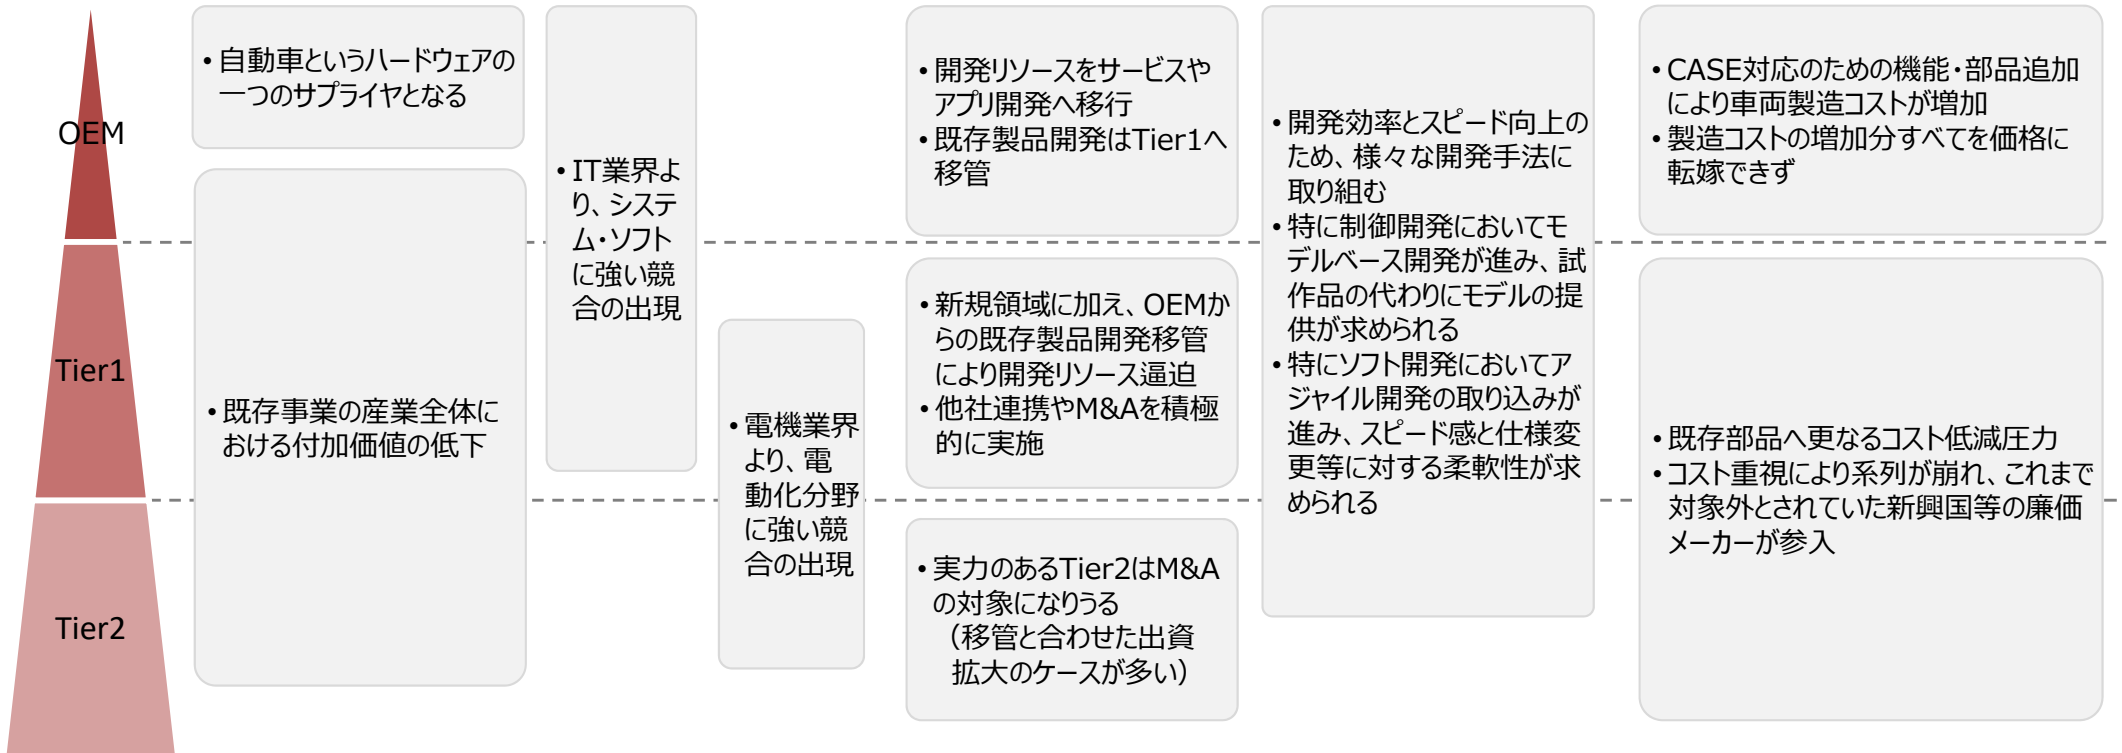 OEM
Tier1
Tier2
• 自動車というハードウェアの
一つのサプライヤとなる
• 既存事業の産業全体に
おける付加価値の低下
• IT業界よ
り、システ
ム・ソフト
に強い競
合の出現
• 電機業界
より、電
動化分野
に強い競
合の出現
• 開発リソースをサービスや
アプリ開発へ移行
• 既存製品開発はTier1へ
移管
• 新規領域に加え、OEMか
らの既存製品開発移管
により開発リソース逼迫
• 他社連携やM&Aを積極
的に実施
• 実力のあるTier2はM&A
の対象になりうる
（移管と合わせた出資
拡大のケースが多い）
• 開発効率とスピード向上の
ため、様々な開発手法に
取り組む
• 特に制御開発においてモ
デルベース開発が進み、試
作品の代わりにモデルの提
供が求められる
• 特にソフト開発においてア
ジャイル開発の取り込みが
進み、スピード感と仕様変
更等に対する柔軟性が求
められる
• CASE対応のための機能・部品追加
により車両製造コストが増加
• 製造コストの増加分すべてを価格に
転嫁できず
• 既存部品へ更なるコスト低減圧力
• コスト重視により系列が崩れ、これまで
対象外とされていた新興国等の廉価
メーカーが参入